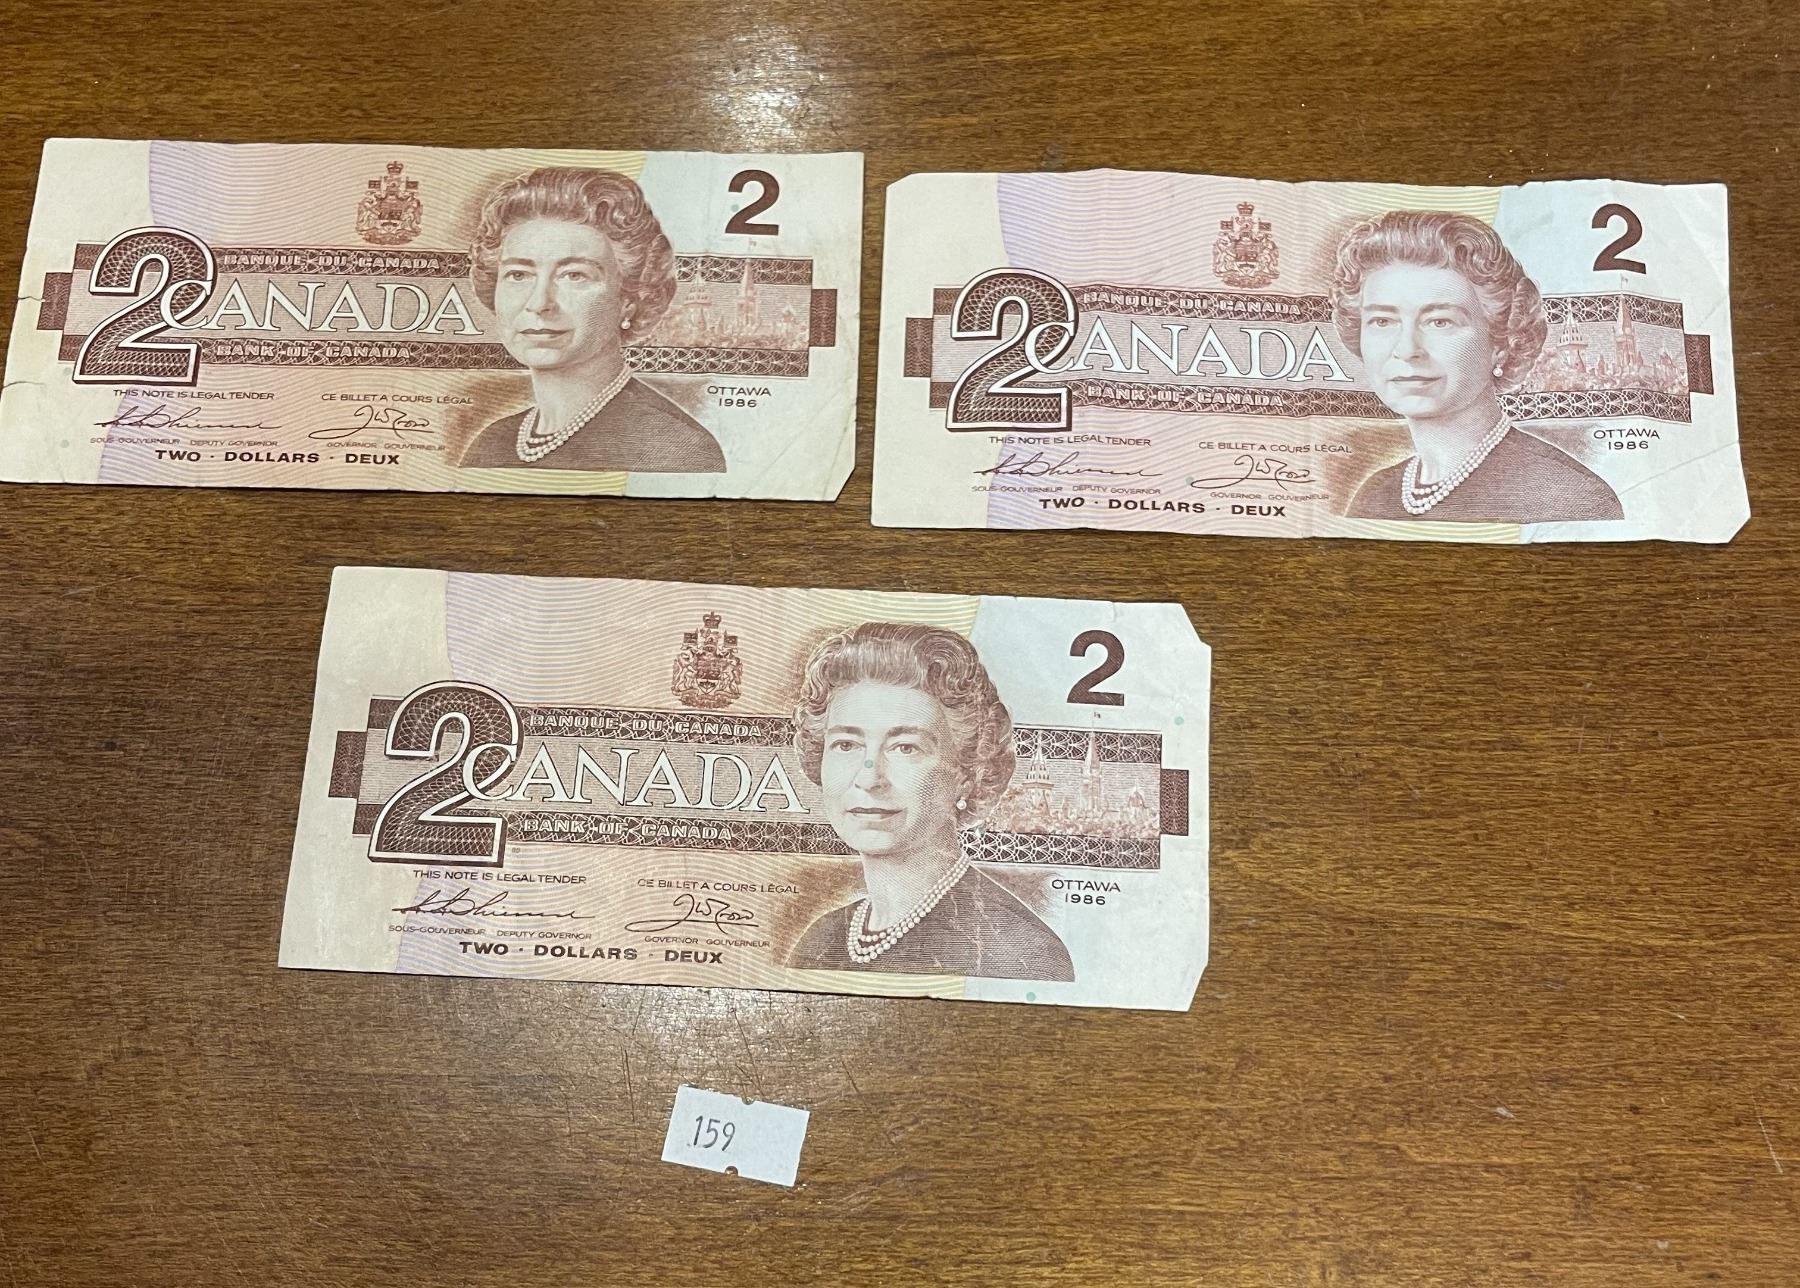 2
2
BANQUE DU CANADA
CANADA
BANK OF CANADA
THIS NOTE IS LEGAL TENDER
CE BILLET A COURS LÉGAL
OTTAWA
1986
SOUS-GOUVERNEUR DEPUTY GOVERNOR
GOVERNOR GOUVERNEUR
TWO · DOLLARS · DEUX
2
2
BANQUE DU CANADA
CANADA
BANK OF CANADA
THIS NOTE IS LEGAL TENDER
CE BILLET A COURS LÉGAL
OTTAWA
1986
SOUS-GOUVERNEUR DEPUTY GOVERNOR
GOVERNOR GOUVERNEUR
TWO · DOLLARS · DEUX
2
2
BANQUE DU CANADA
CANADA
BANK OF CANADA
THIS NOTE IS LEGAL TENDER
CE BILLET A COURS LÉGAL
OTTAWA
1986
SOUS-GOUVERNEUR DEPUTY GOVERNOR
GOVERNOR GOUVERNEUR
TWO · DOLLARS · DEUX
159